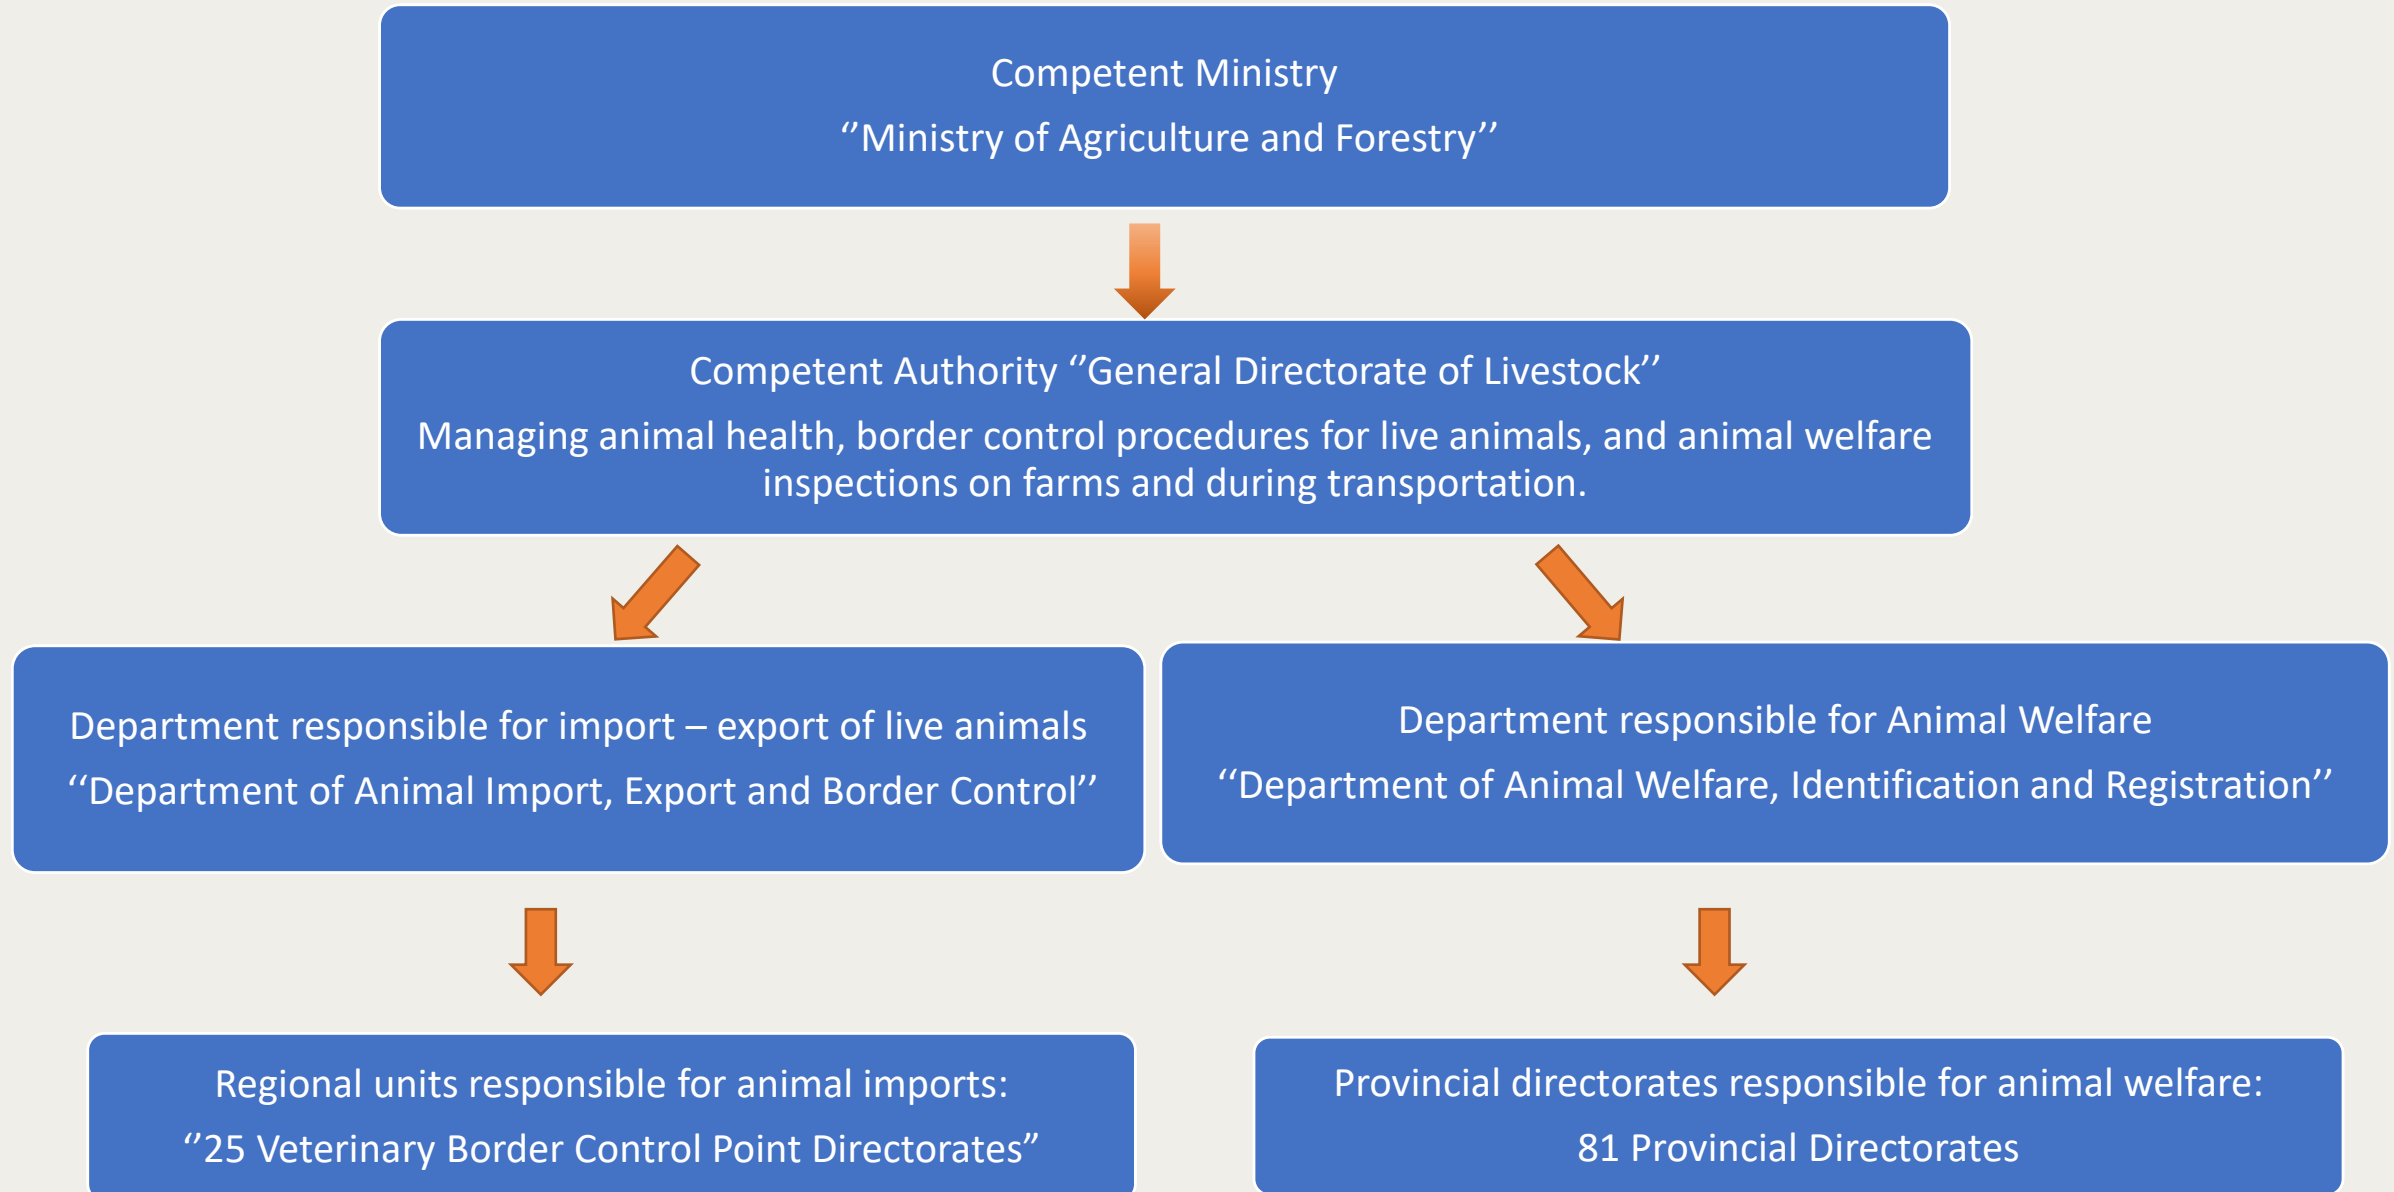 Competent Ministry
‘’Ministry of Agriculture and Forestry’’
Competent Authority ‘’General Directorate of Livestock’’
Managing animal health, border control procedures for live animals, and animal welfare
inspections on farms and during transportation.
Department responsible for import – export of live animals
‘‘Department of Animal Import, Export and Border Control’’
Department responsible for Animal Welfare
‘‘Department of Animal Welfare, Identification and Registration’’
Regional units responsible for animal imports:
‘’25 Veterinary Border Control Point Directorates”
Provincial directorates responsible for animal welfare:
81 Provincial Directorates